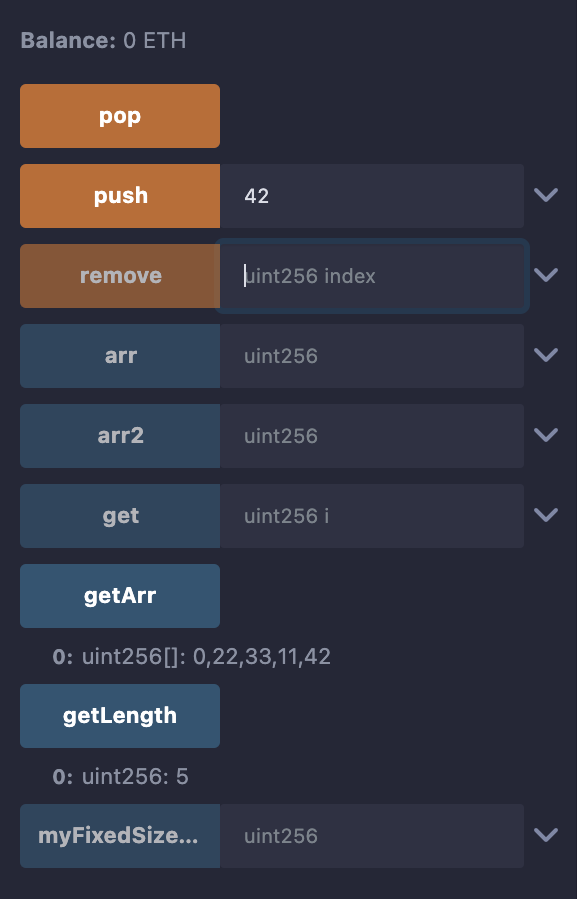 Balance: 0 ETH
pop
push 42
remove uint256 index
arr uint256
arr2 uint256
get uint256 i
getArr
0: uint256[]: 0,22,33,11,42
getLength
0: uint256: 5
myFixedSize... uint256